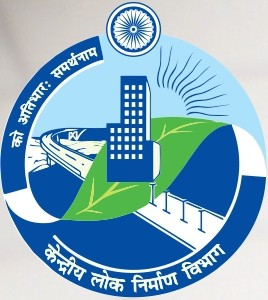 को अतिभारः समर्थनाम
केन्द्रीय लोक निर्माण विभाग